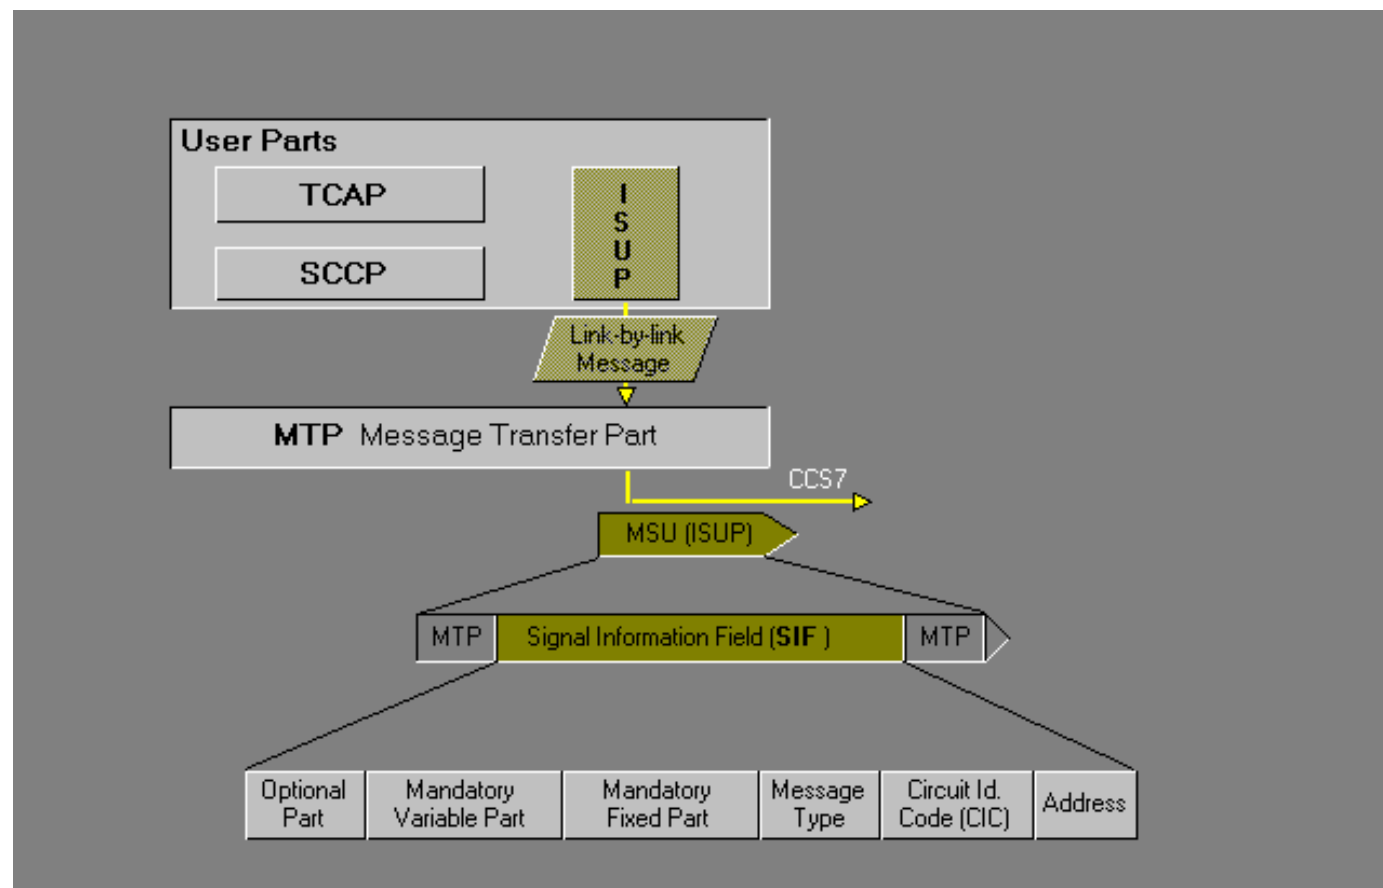 User Parts
TCAP
I
S
U
P
SCCP
Link-by-link
Message
MTP Message Transfer Part
CCS7
MSU (ISUP)
MTP
Signal Information Field (SIF )
MTP
Optional
Part
Mandatory
Variable Part
Mandatory
Fixed Part
Message
Type
Circuit Id.
Code (CIC)
Address